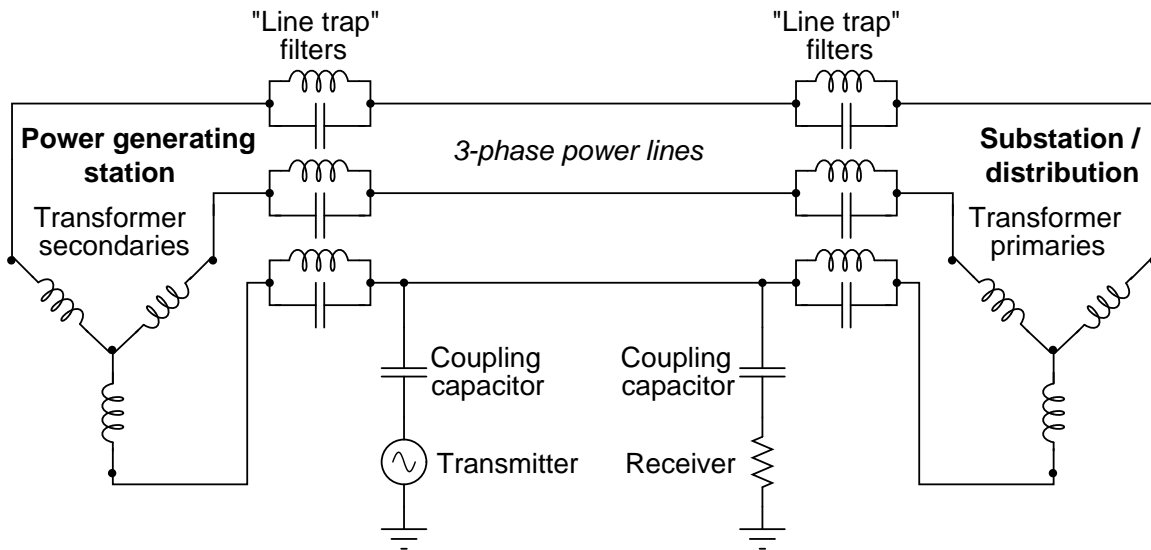 "Line trap"
filters
"Line trap"
filters
Power generating
station
3-phase power lines
Substation /
distribution
Transformer
secondaries
Transformer
primaries
Coupling
capacitor
Coupling
capacitor
Transmitter
Receiver